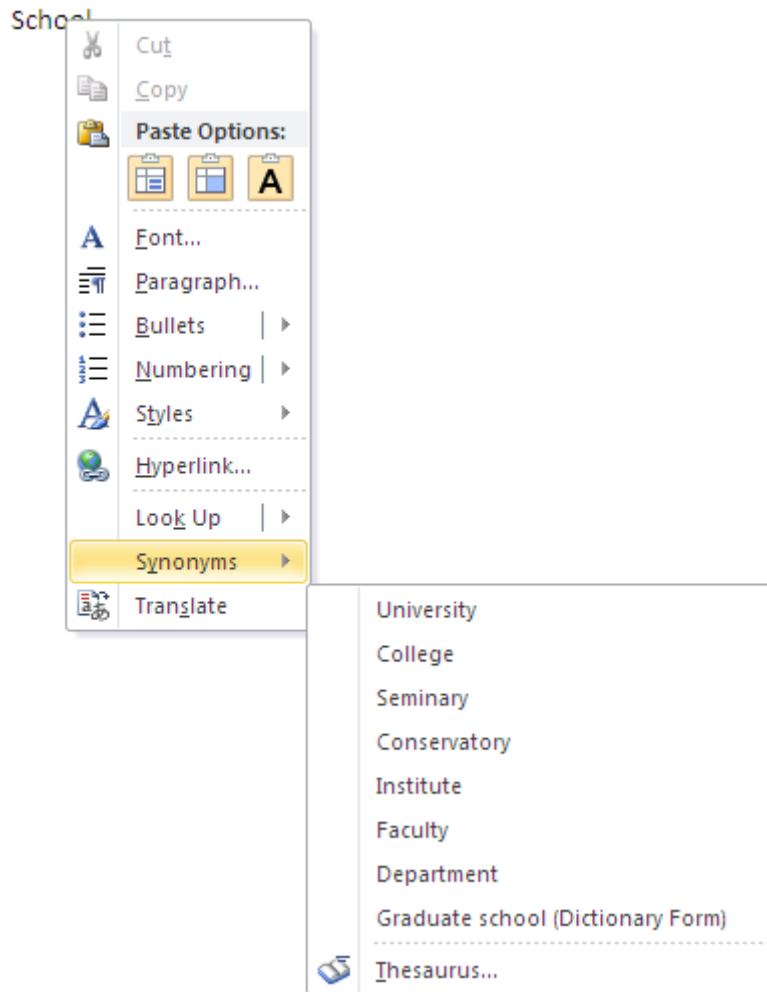 School
Cut
Copy
Paste Options:
A
Font...
Paragraph...
Bullets
Numbering
Styles
Hyperlink...
Look Up
Synonyms
Translate
University
College
Seminary
Conservatory
Institute
Faculty
Department
Graduate school (Dictionary Form)
Thesaurus...